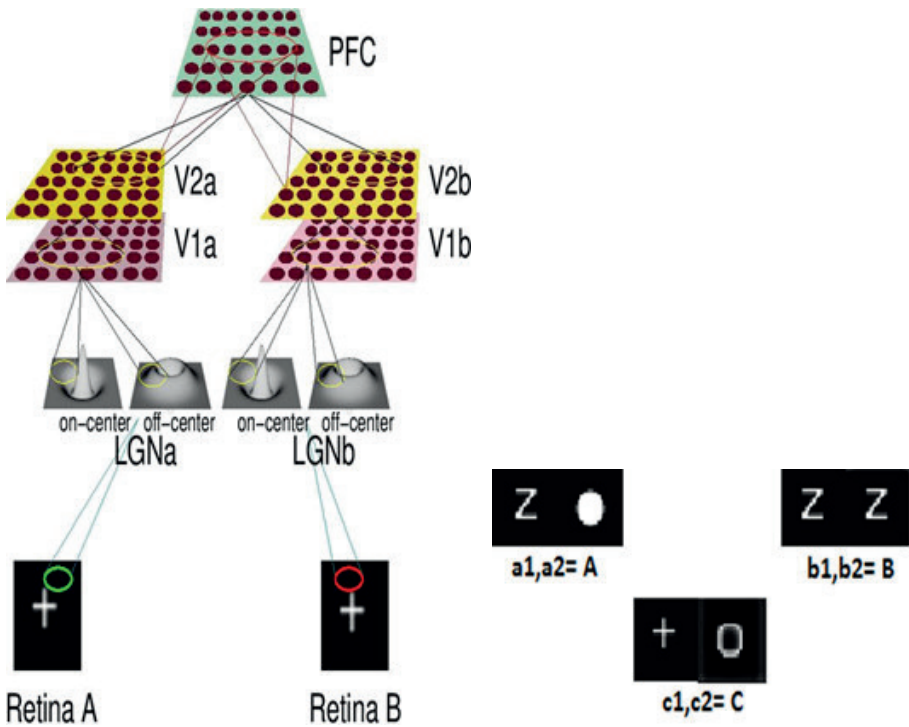 PFC
V2a V2b
V1a V1b
on-center off-center on-center off-center
LGNa LGNb
Retina A Retina B
Z Z Z
a1,a2= A b1,b2= B
+ O
c1,c2= C